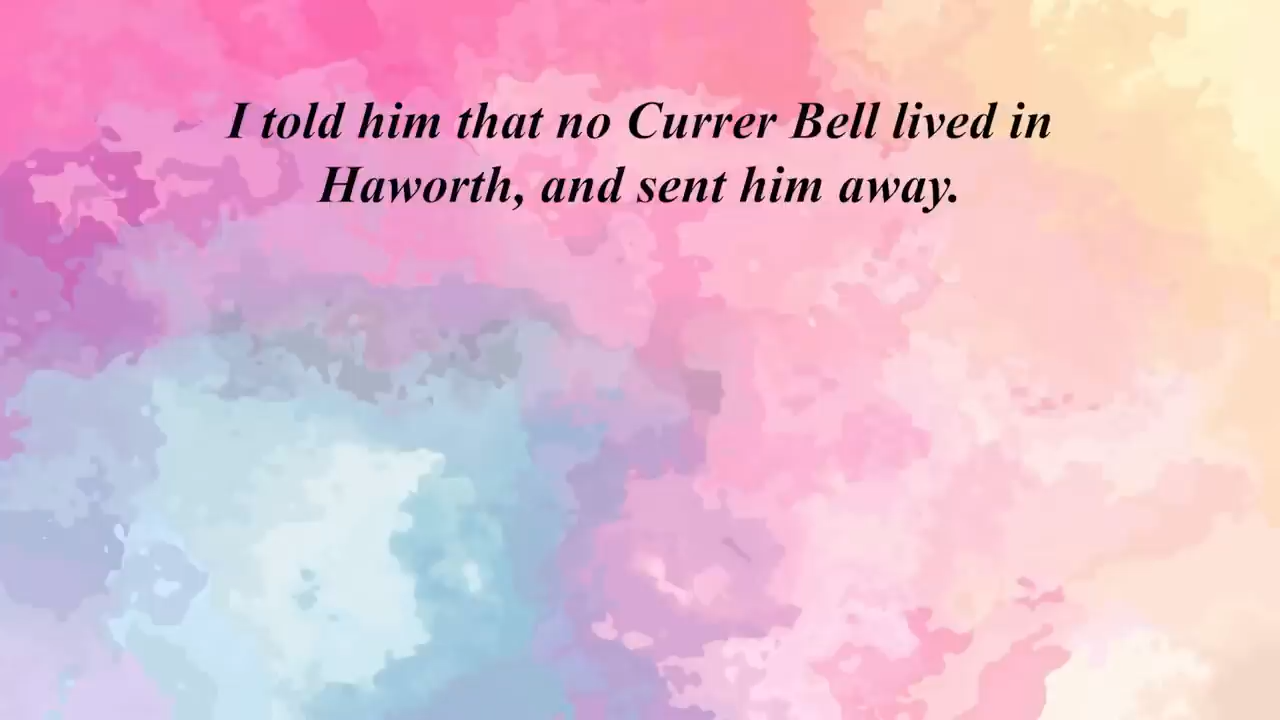 I told him that no Currer Bell lived in
Haworth, and sent him away.